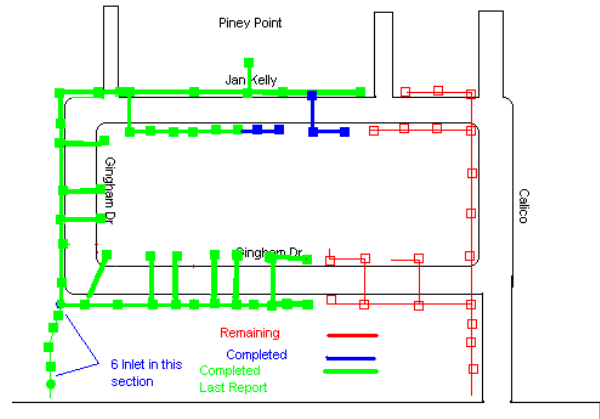 Piney Point
Jan Kelly
Gingham Dr
Calico
Gingham Dr
Remaining
6 Inlet in this
section
Completed
Completed
Last Report